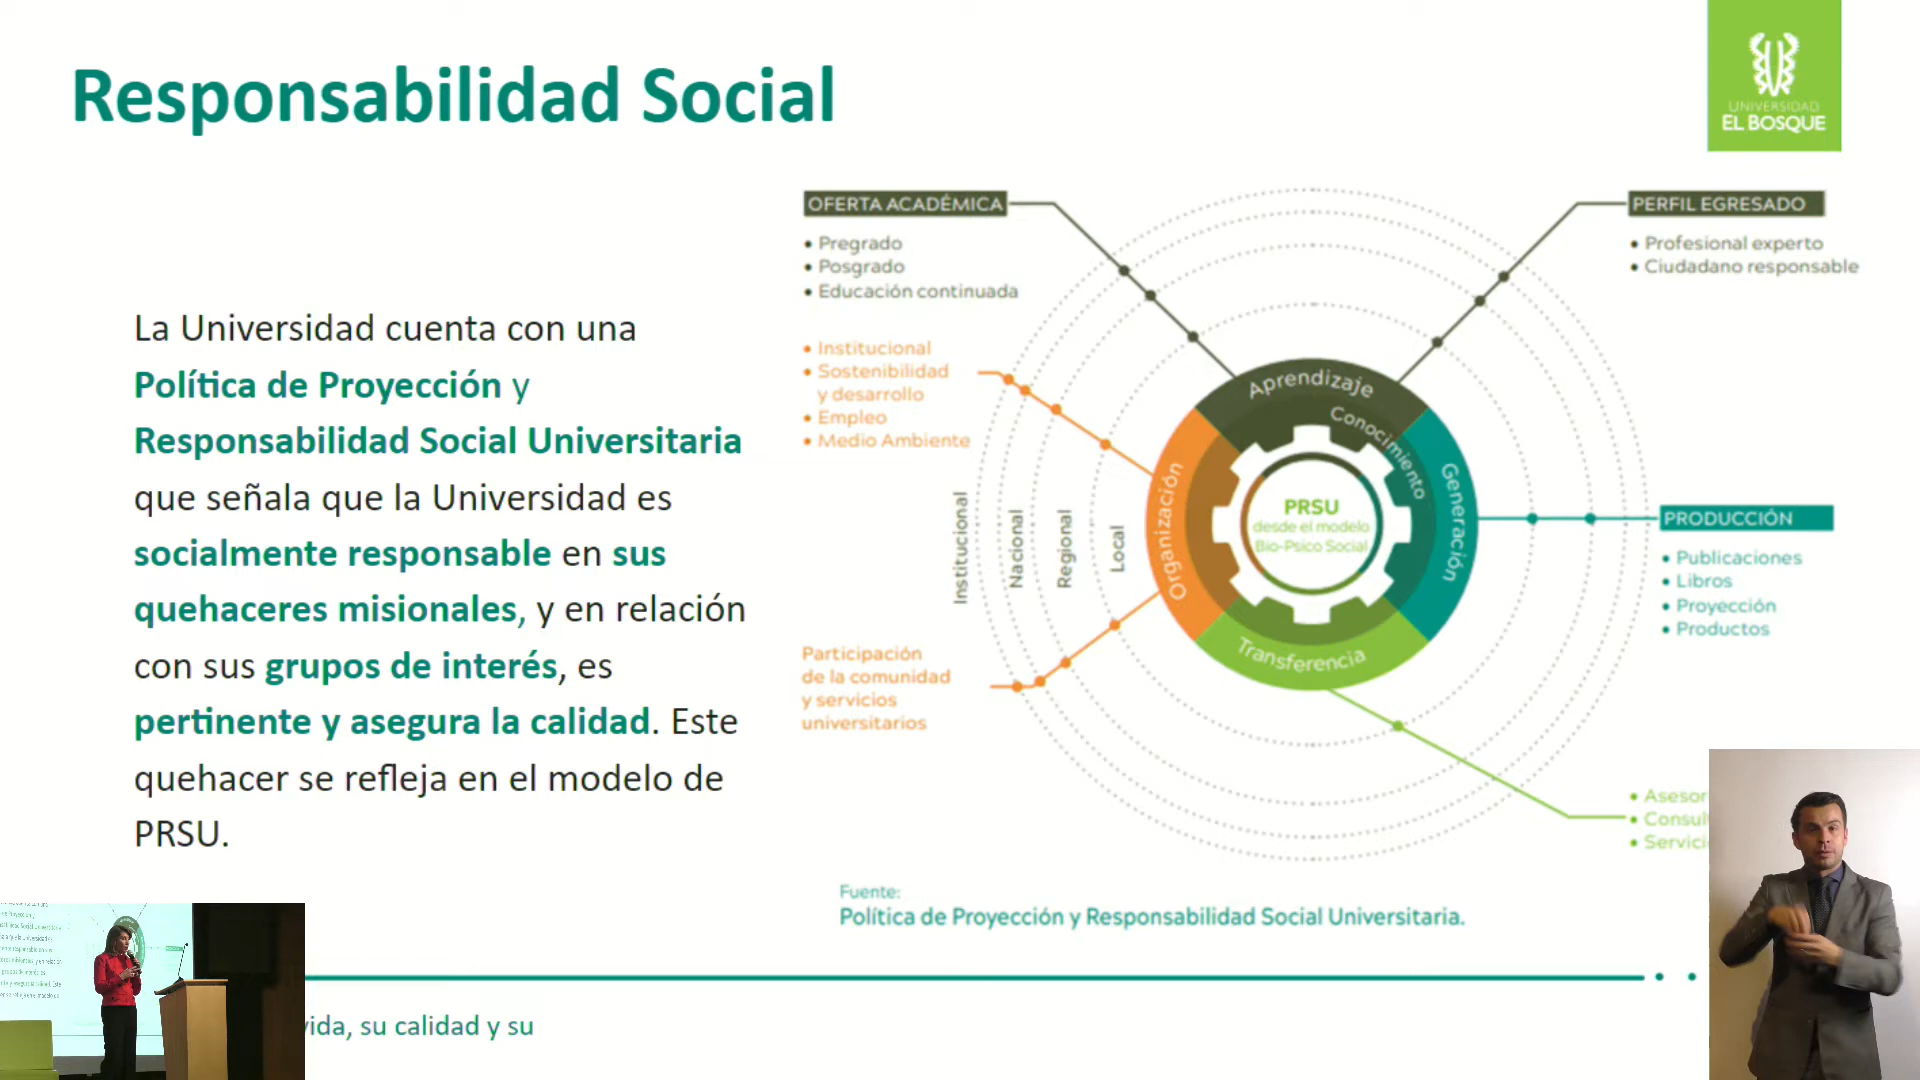 Responsabilidad Social
UNIVERSIDAD
EL BOSQUE
La Universidad cuenta con una
Política de Proyección y
Responsabilidad Social Universitaria
que señala que la Universidad es
socialmente responsable en sus
quehaceres misionales, y en relación
con sus grupos de interés, es
pertinente y asegura la calidad. Este
quehacer se refleja en el modelo de
PRSU.
OFERTA ACADÉMICA
• Pregrado
• Posgrado
• Educación continuada
• Institucional
• Sostenibilidad
y desarrollo
• Empleo
• Medio Ambiente
Institucional
Nacional
Regional
Local
Participación
de la comunidad
y servicios
universitarios
Aprendizaje
Conocimiento
Generación
Transferencia
Organización
PRSU
desde el modelo
Bio-Psico Social
PERFIL EGRESADO
• Profesional experto
• Ciudadano responsable
PRODUCCIÓN
• Publicaciones
• Libros
• Proyección
• Productos
Fuente:
Política de Proyección y Responsabilidad Social Universitaria.
vida, su calidad y su